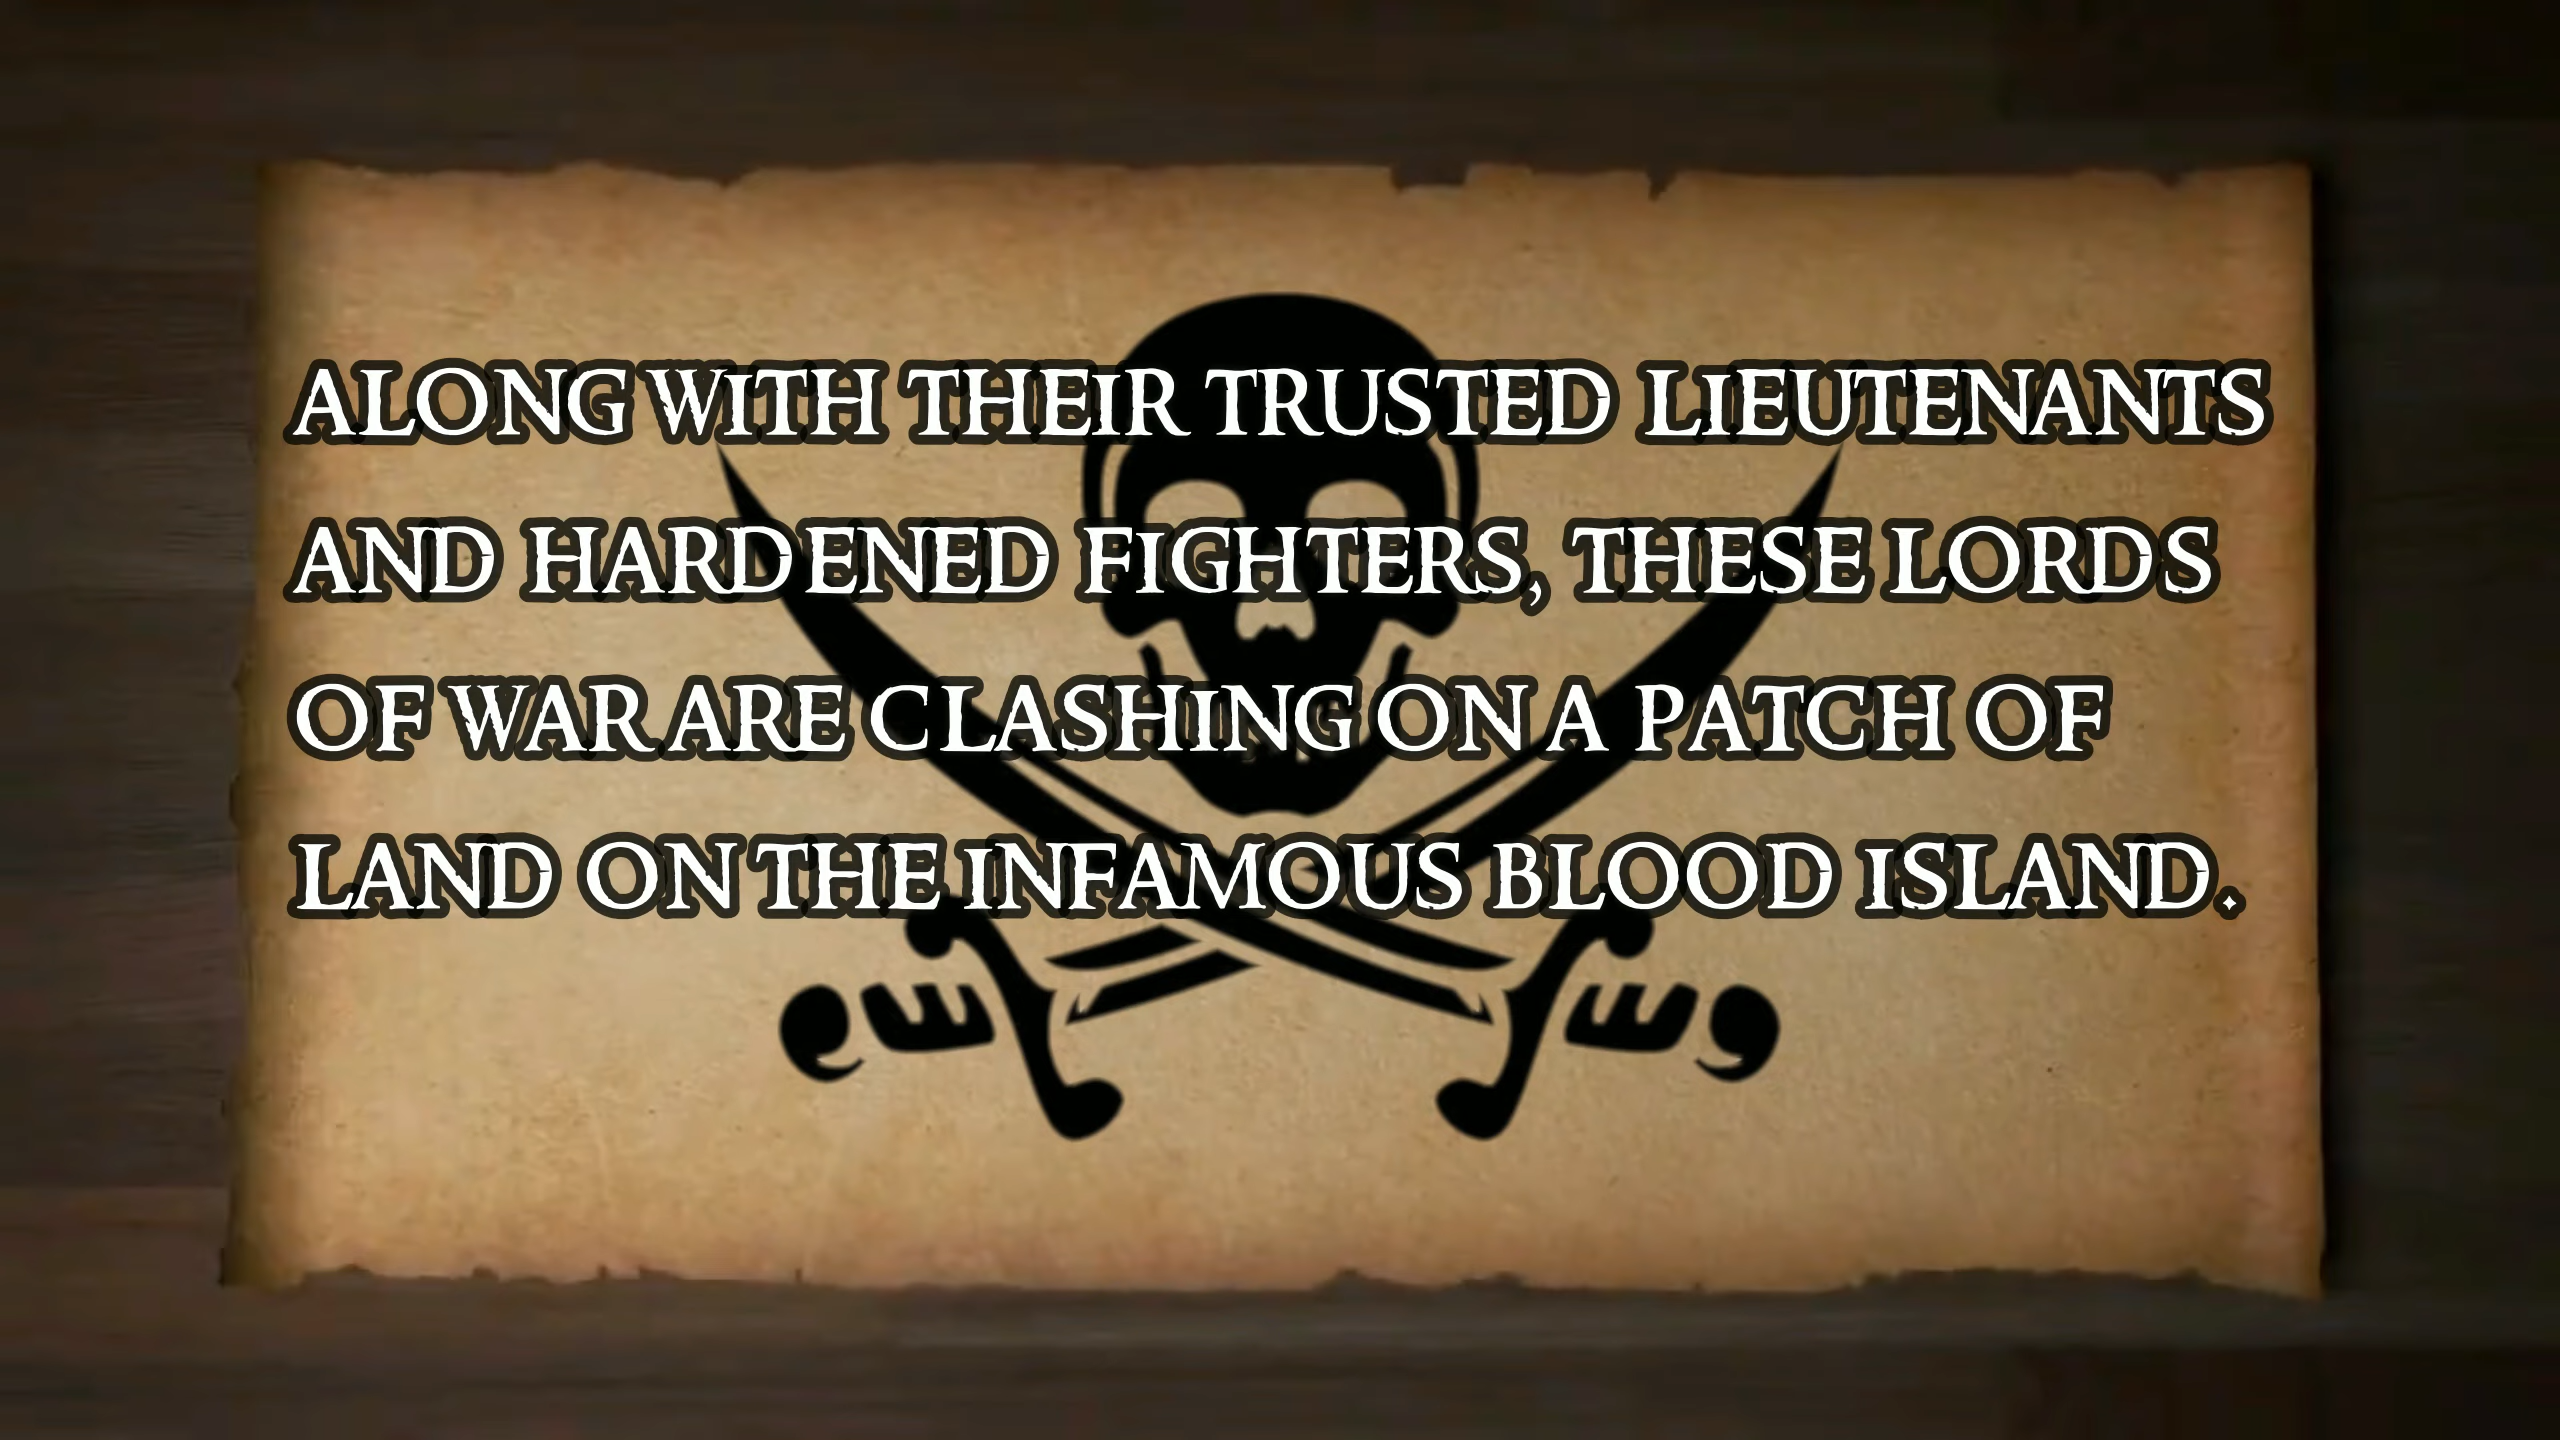 ALONG WITH THEIR TRUSTED LIEUTENANTS
AND HARDENED FIGHTERS, THESE LORDS
OF WAR ARE CLASHING ON A PATCH OF
LAND ON THE INFAMOUS BLOOD ISLAND.